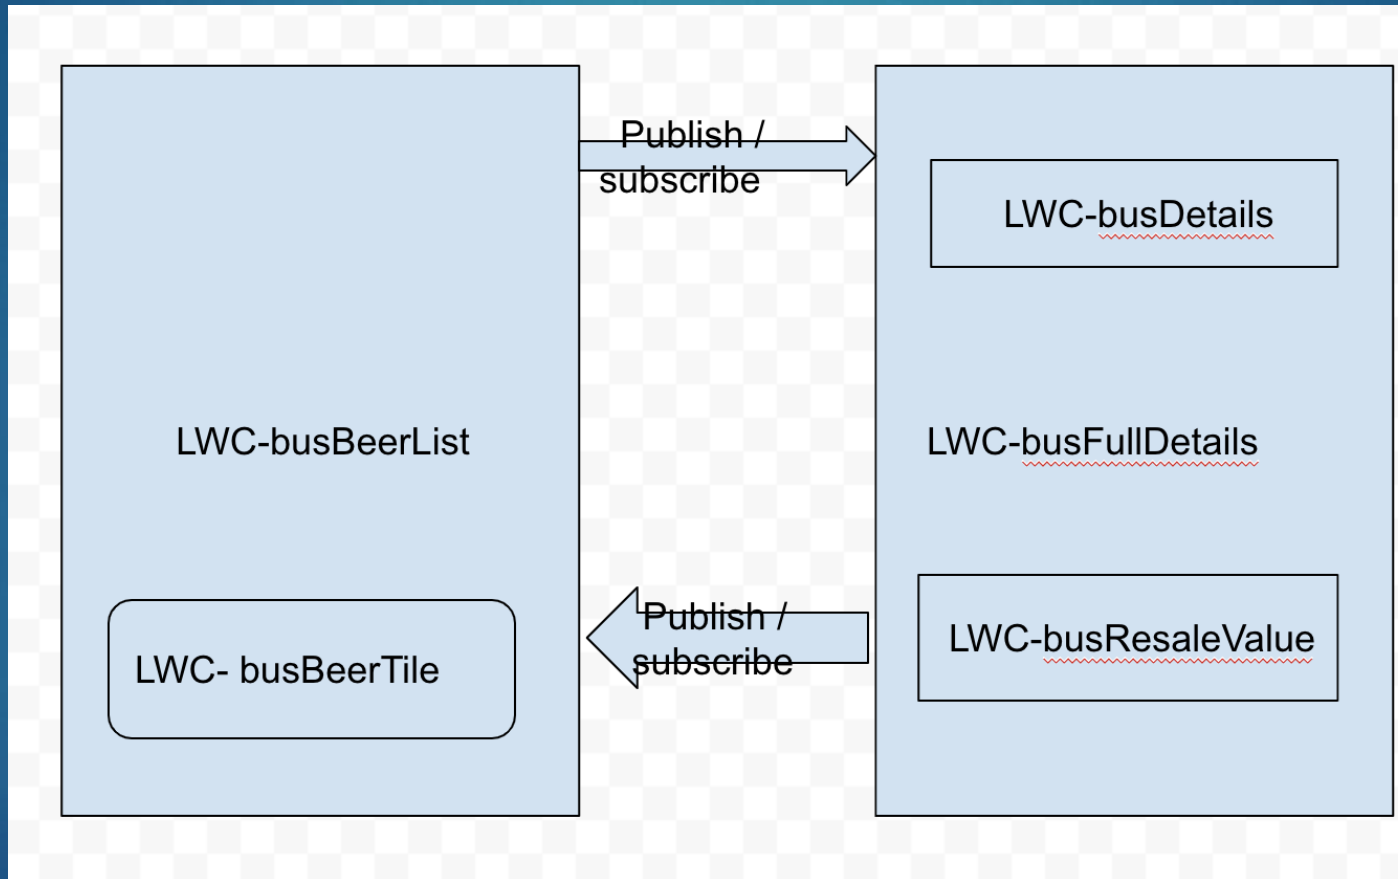 Publish /
subscribe
LWC-busDetails
LWC-busBeerList
LWC-busFullDetails
Publish /
subscribe
LWC-busResaleValue
LWC- busBeerTile